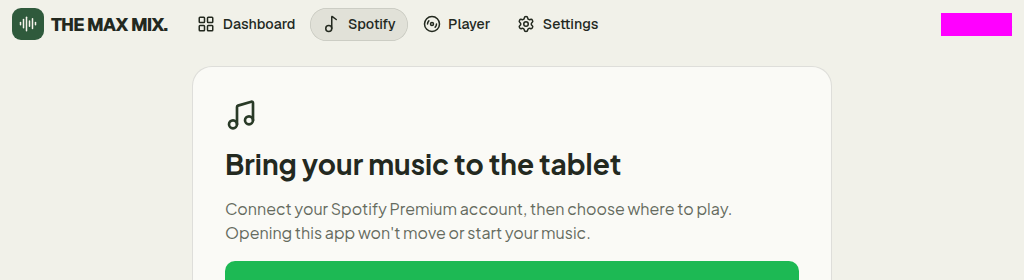 THE MAX MIX.
Dashboard
Spotify
Player
Settings
Bring your music to the tablet
Connect your Spotify Premium account, then choose where to play.
Opening this app won't move or start your music.